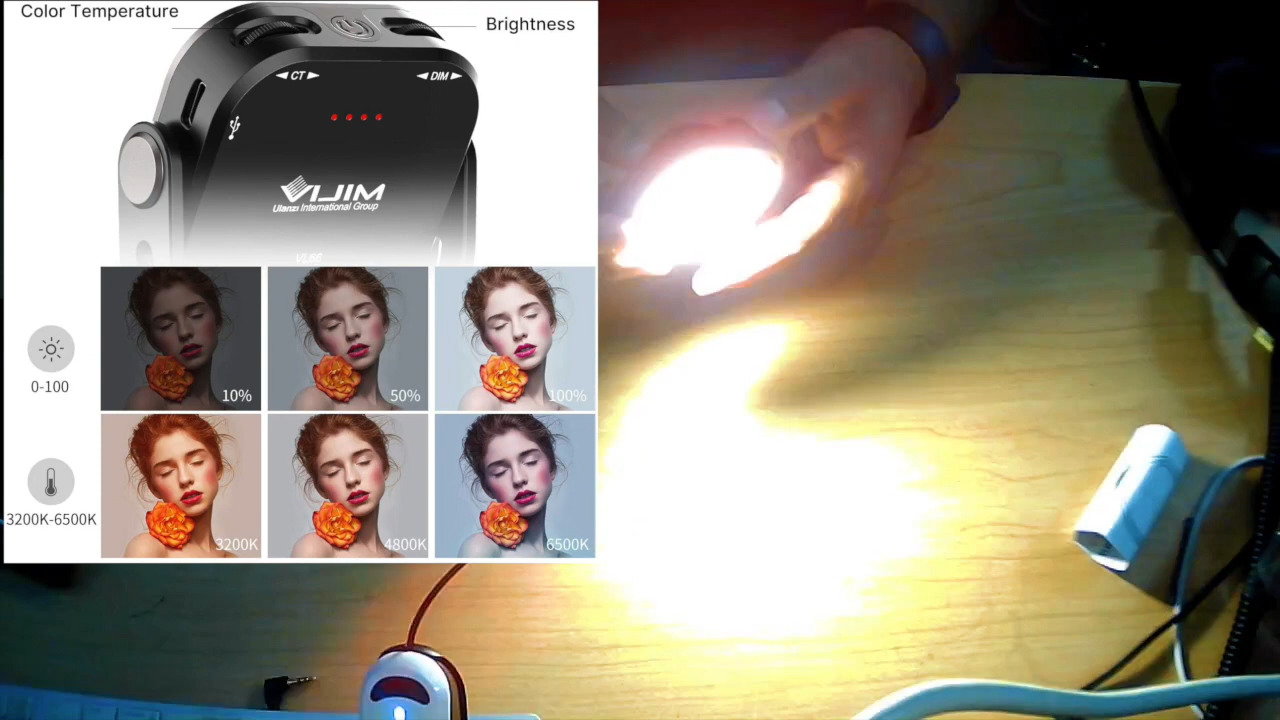 Color Temperature
Brightness
◄ CT ►
◄ DIM ►
VIJIM
Ulanzi International Group
VL66
0-100
10%
50%
100%
3200K-6500K
3200K
4800K
6500K